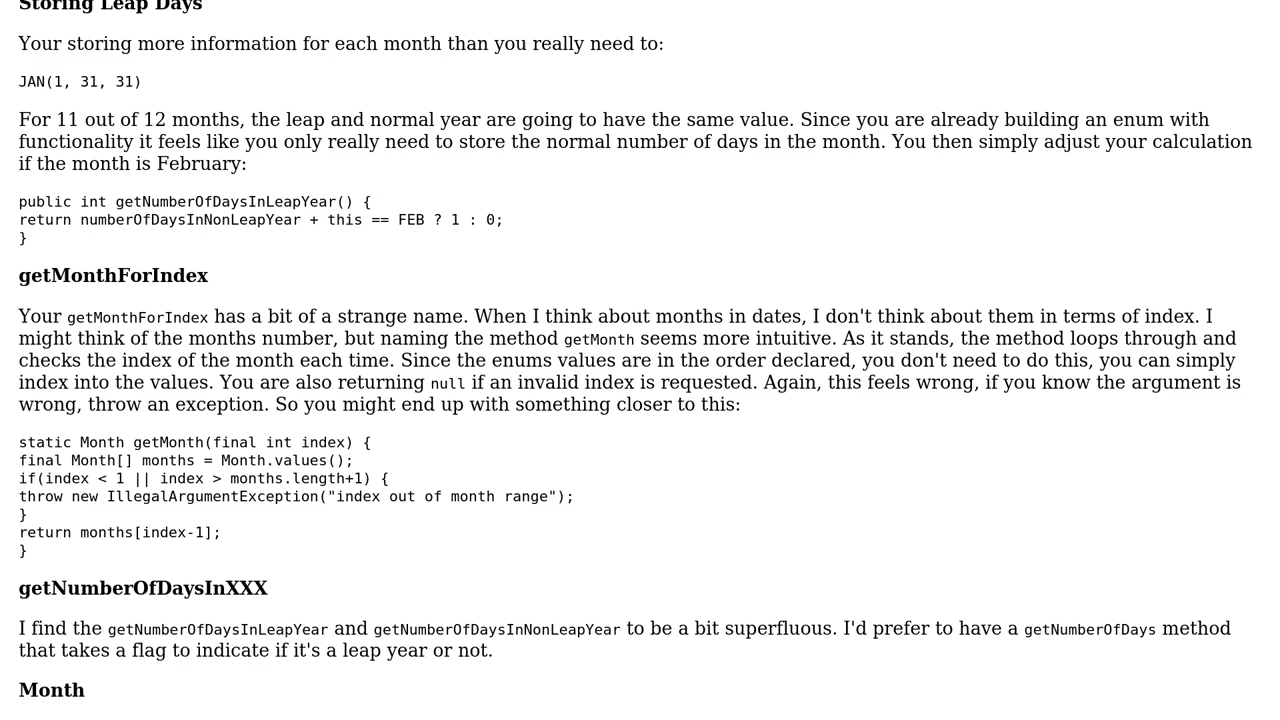 Storing Leap Days
Your storing more information for each month than you really need to:
JAN(1, 31, 31)
For 11 out of 12 months, the leap and normal year are going to have the same value. Since you are already building an enum with
functionality it feels like you only really need to store the normal number of days in the month. You then simply adjust your calculation
if the month is February:
public int getNumberOfDaysInLeapYear() {
return numberOfDaysInNonLeapYear + this == FEB ? 1 : 0;
}
getMonthForIndex
Your getMonthForIndex has a bit of a strange name. When I think about months in dates, I don't think about them in terms of index. I
might think of the months number, but naming the method getMonth seems more intuitive. As it stands, the method loops through and
checks the index of the month each time. Since the enums values are in the order declared, you don't need to do this, you can simply
index into the values. You are also returning null if an invalid index is requested. Again, this feels wrong, if you know the argument is
wrong, throw an exception. So you might end up with something closer to this:
static Month getMonth(final int index) {
final Month[] months = Month.values();
if(index < 1 || index > months.length+1) {
throw new IllegalArgumentException("index out of month range");
}
return months[index-1];
}
getNumberOfDaysInXXX
I find the getNumberOfDaysInLeapYear and getNumberOfDaysInNonLeapYear to be a bit superfluous. I'd prefer to have a getNumberOfDays method
that takes a flag to indicate if it's a leap year or not.
Month